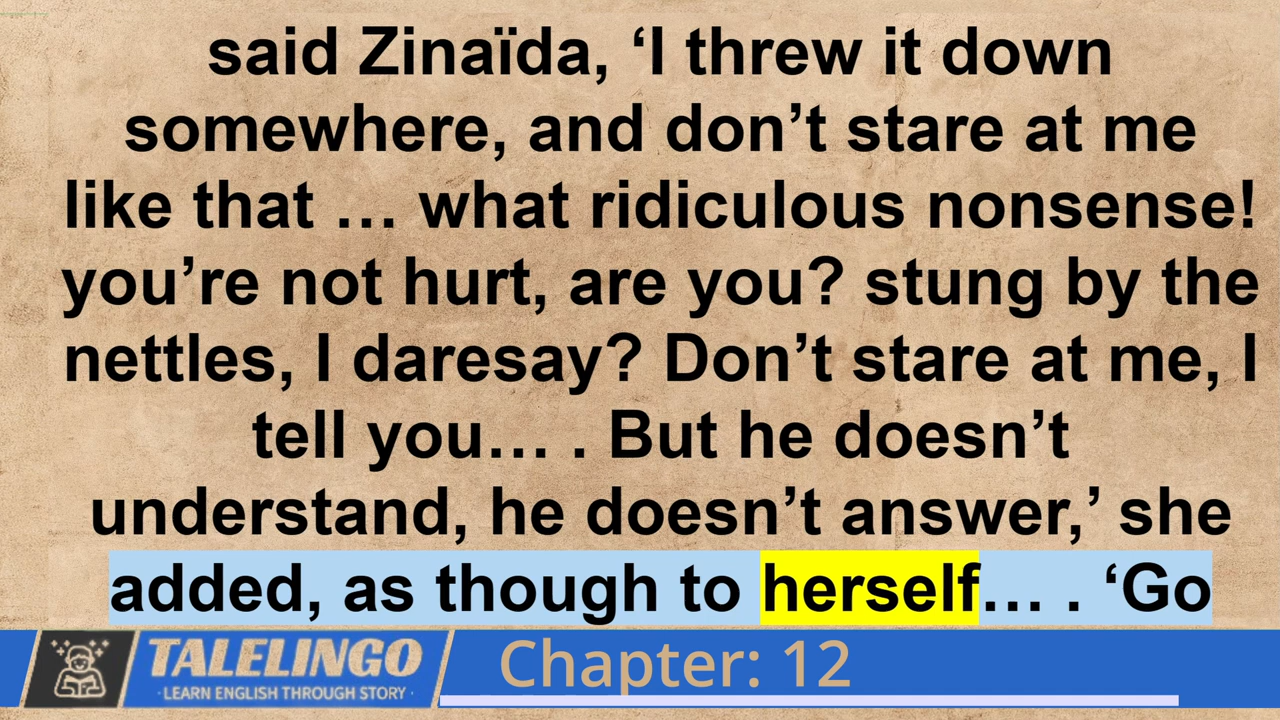 said Zinaïda, ‘I threw it down
somewhere, and don’t stare at me
like that … what ridiculous nonsense!
you’re not hurt, are you? stung by the
nettles, I daresay? Don’t stare at me, I
tell you… . But he doesn’t
understand, he doesn’t answer,’ she
added, as though to herself… . ‘Go
TALELINGO
· LEARN ENGLISH THROUGH STORY ·
Chapter: 12